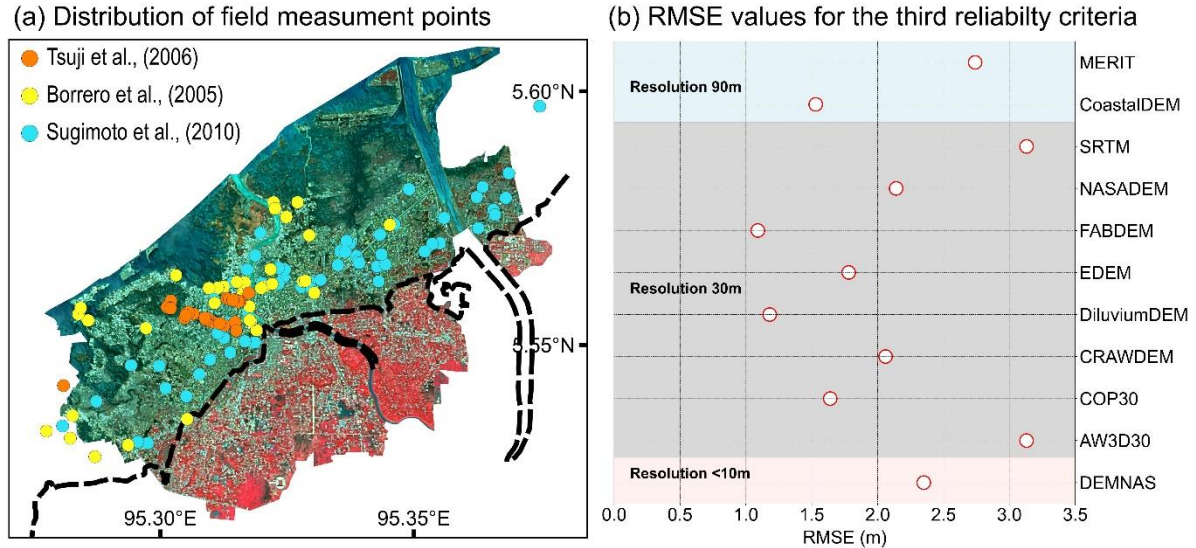 (a) Distribution of field measument points
Tsuji et al., (2006)
Borrero et al., (2005)
Sugimoto et al., (2010)
5.60°N
5.55°N
95.30°E
95.35°E
(b) RMSE values for the third reliabilty criteria
Resolution 90m
Resolution 30m
Resolution <10m
MERIT
CoastalDEM
SRTM
NASADEM
FABDEM
EDEM
DiluviumDEM
CRAWDEM
COP30
AW3D30
DEMNAS
0.0 0.5 1.0 1.5 2.0 2.5 3.0 3.5
RMSE (m)